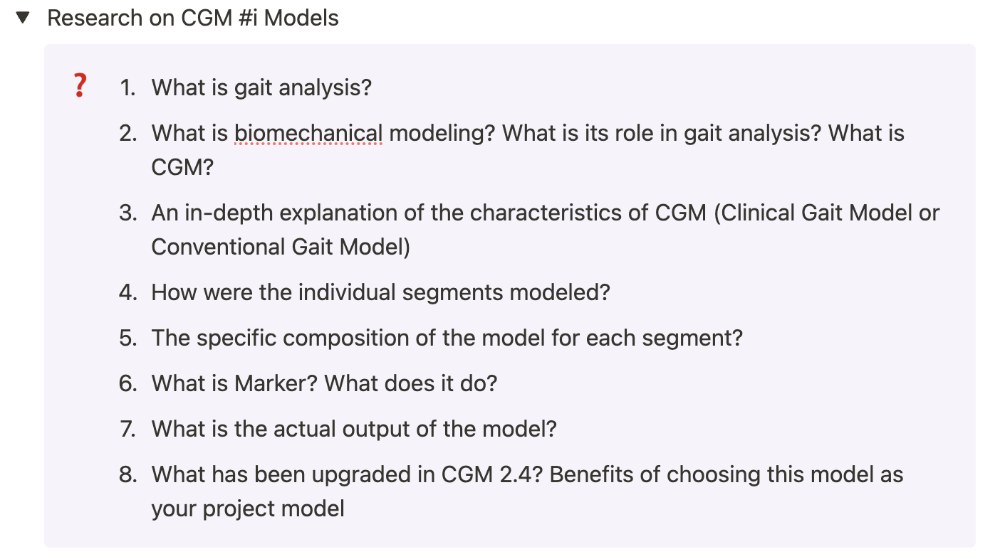 ▼ Research on CGM #i Models
❓ 1. What is gait analysis?
2. What is biomechanical modeling? What is its role in gait analysis? What is
CGM?
3. An in-depth explanation of the characteristics of CGM (Clinical Gait Model or
Conventional Gait Model)
4. How were the individual segments modeled?
5. The specific composition of the model for each segment?
6. What is Marker? What does it do?
7. What is the actual output of the model?
8. What has been upgraded in CGM 2.4? Benefits of choosing this model as
your project model